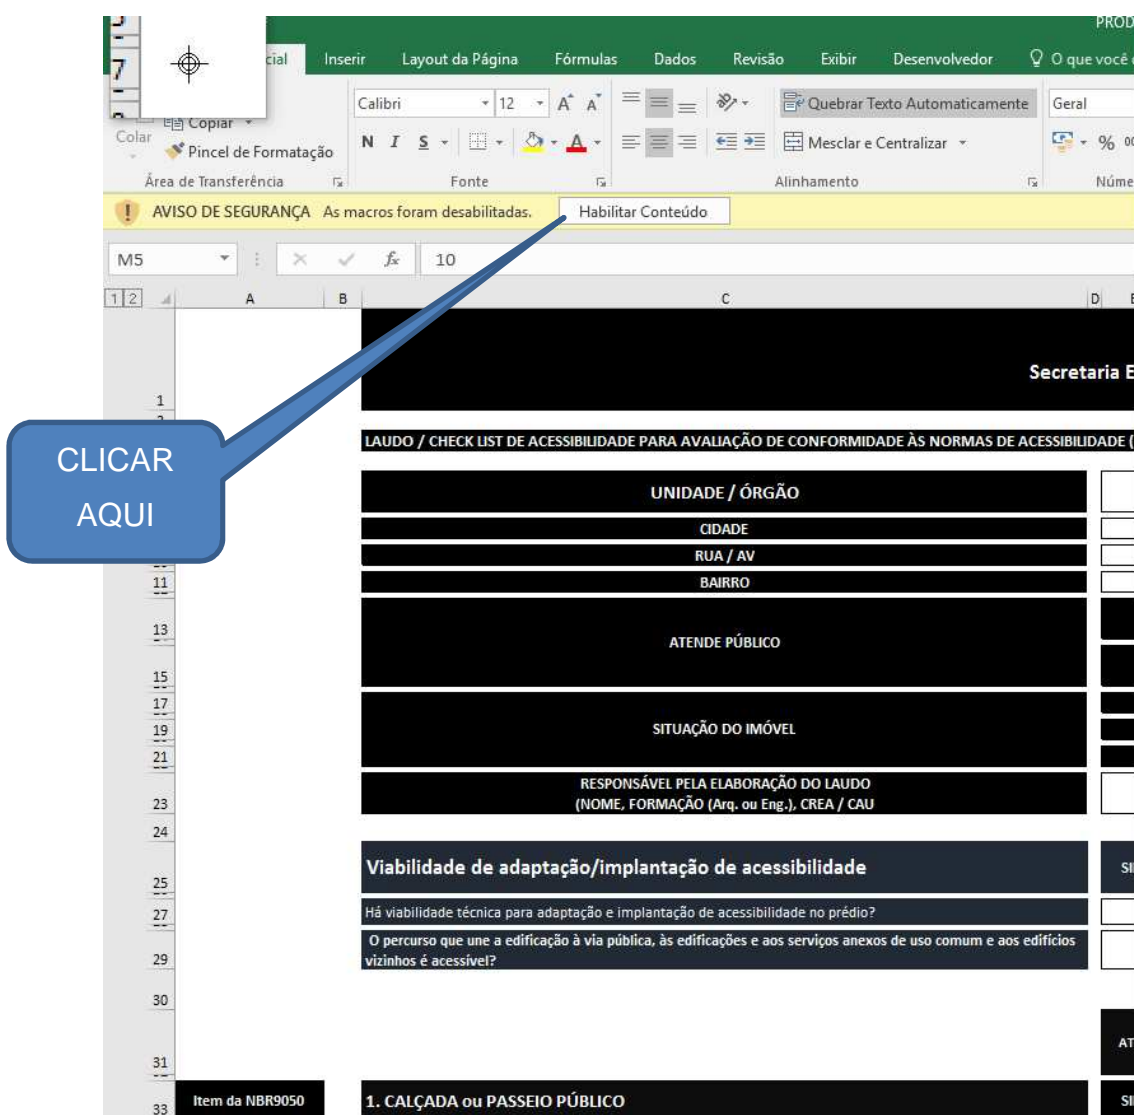 PROD
cial Inserir Layout da Página Fórmulas Dados Revisão Exibir Desenvolvedor O que você
7
Calibri 12 A A Quebrar Texto Automaticamente Geral
Colar Copiar
Pincel de Formatação N I S A Mesclar e Centralizar %
Área de Transferência Fonte Alinhamento Núme
AVISO DE SEGURANÇA As macros foram desabilitadas. Habilitar Conteúdo
M5 fx 10
1 2 A B C D
Secretaria E
1
LAUDO / CHECK LIST DE ACESSIBILIDADE PARA AVALIAÇÃO DE CONFORMIDADE ÀS NORMAS DE ACESSIBILIDADE (
CLICAR
AQUI
UNIDADE / ÓRGÃO
CIDADE
RUA / AV
11 BAIRRO
13
ATENDE PÚBLICO
15
17
19 SITUAÇÃO DO IMÓVEL
21
RESPONSÁVEL PELA ELABORAÇÃO DO LAUDO
23 (NOME, FORMAÇÃO (Arq. ou Eng.), CREA / CAU
24
25 Viabilidade de adaptação/implantação de acessibilidade SI
27 Há viabilidade técnica para adaptação e implantação de acessibilidade no prédio?
O percurso que une a edificação à via pública, às edificações e aos serviços anexos de uso comum e aos edifícios
29 vizinhos é acessível?
30
31 AT
33 Item da NBR9050 1. CALÇADA ou PASSEIO PÚBLICO SI